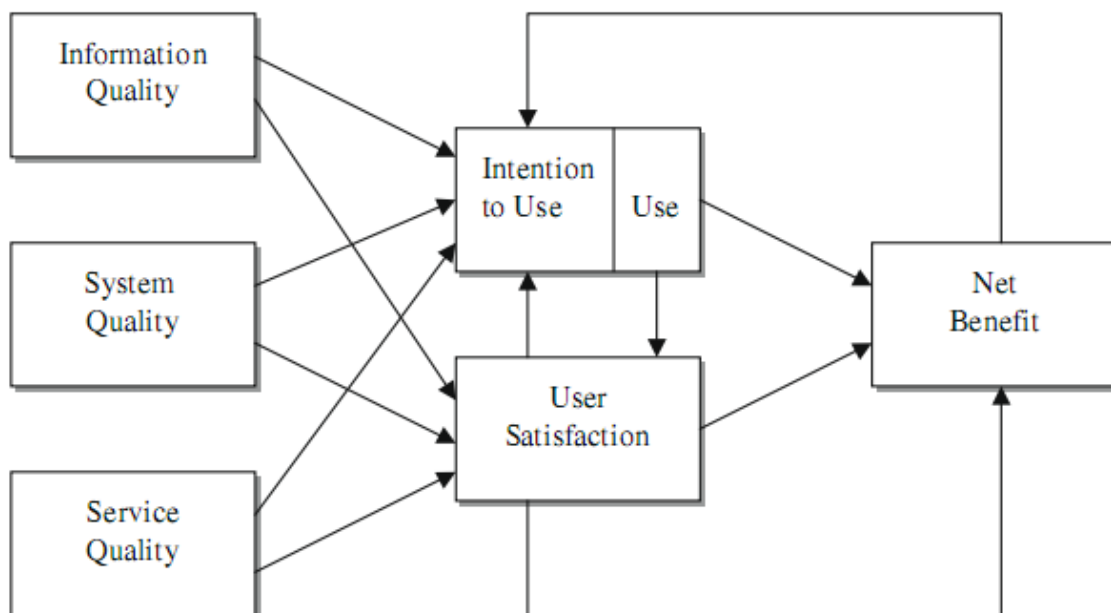 Information
Quality
Intention
to Use
Use
System
Quality
Net
Benefit
User
Satisfaction
Service
Quality